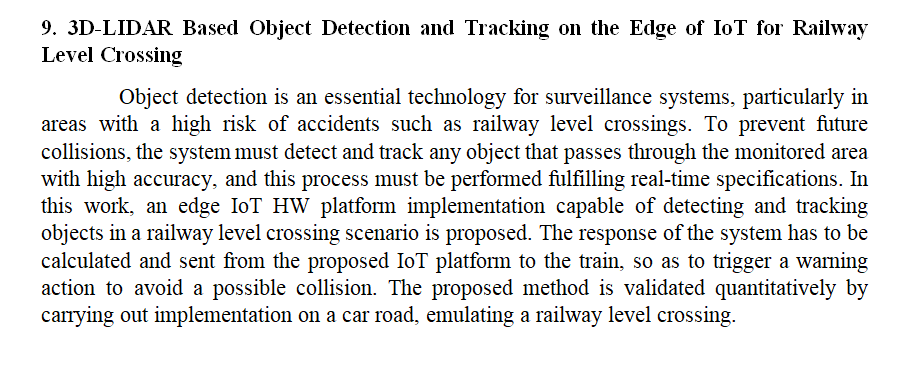 9. 3D-LIDAR Based Object Detection and Tracking on the Edge of IoT for Railway
Level Crossing
Object detection is an essential technology for surveillance systems, particularly in
areas with a high risk of accidents such as railway level crossings. To prevent future
collisions, the system must detect and track any object that passes through the monitored area
with high accuracy, and this process must be performed fulfilling real-time specifications. In
this work, an edge IoT HW platform implementation capable of detecting and tracking
objects in a railway level crossing scenario is proposed. The response of the system has to be
calculated and sent from the proposed IoT platform to the train, so as to trigger a warning
action to avoid a possible collision. The proposed method is validated quantitatively by
carrying out implementation on a car road, emulating a railway level crossing.